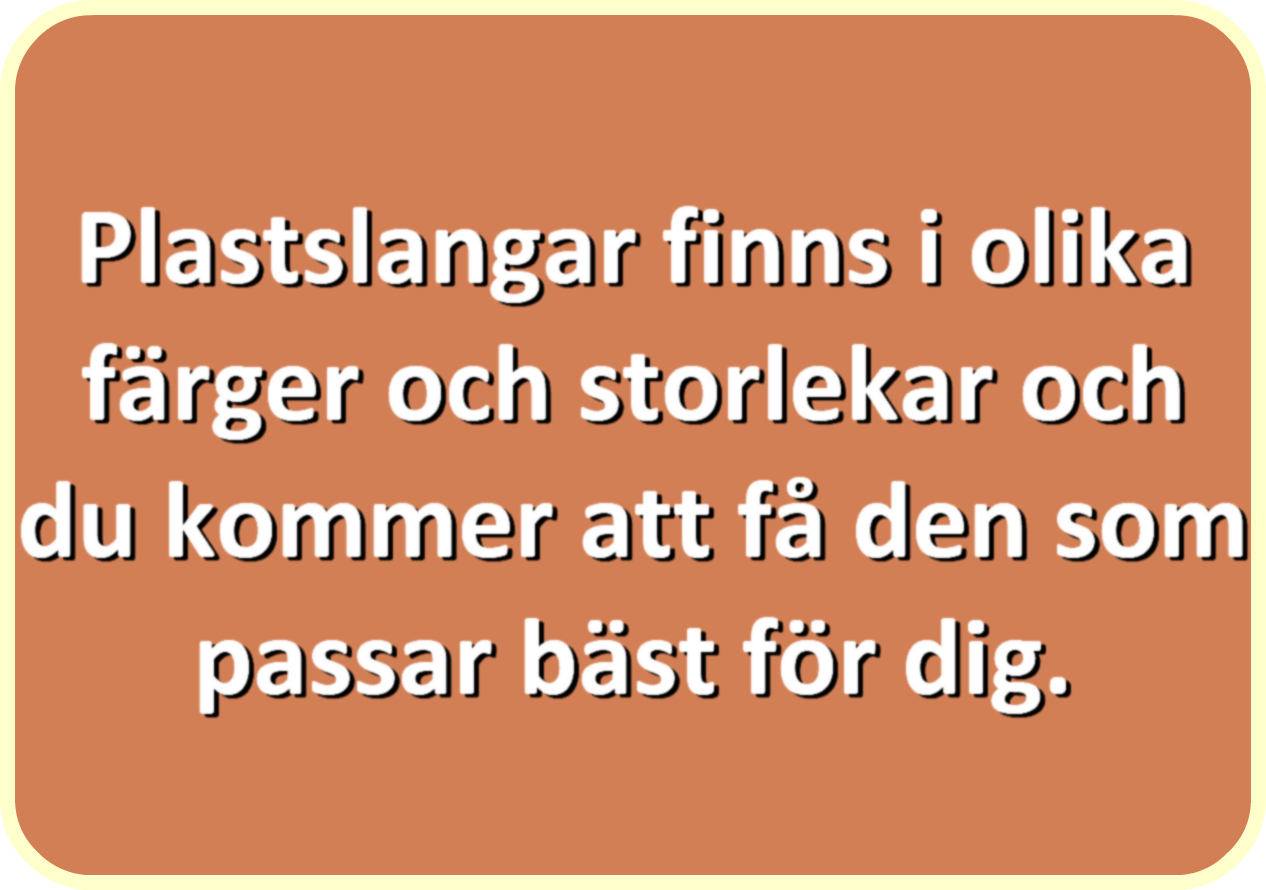 Plastslangar finns i olika
färger och storlekar och
du kommer att få den som
passar bäst för dig.